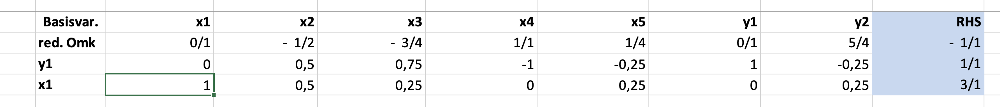 Basisvar. x1 x2 x3 x4 x5 y1 y2 RHS
red. Omk 0/1 - 1/2 - 3/4 1/1 1/4 0/1 5/4 - 1/1
y1 0 0,5 0,75 -1 -0,25 1 -0,25 1/1
x1 1 0,5 0,25 0 0,25 0 0,25 3/1